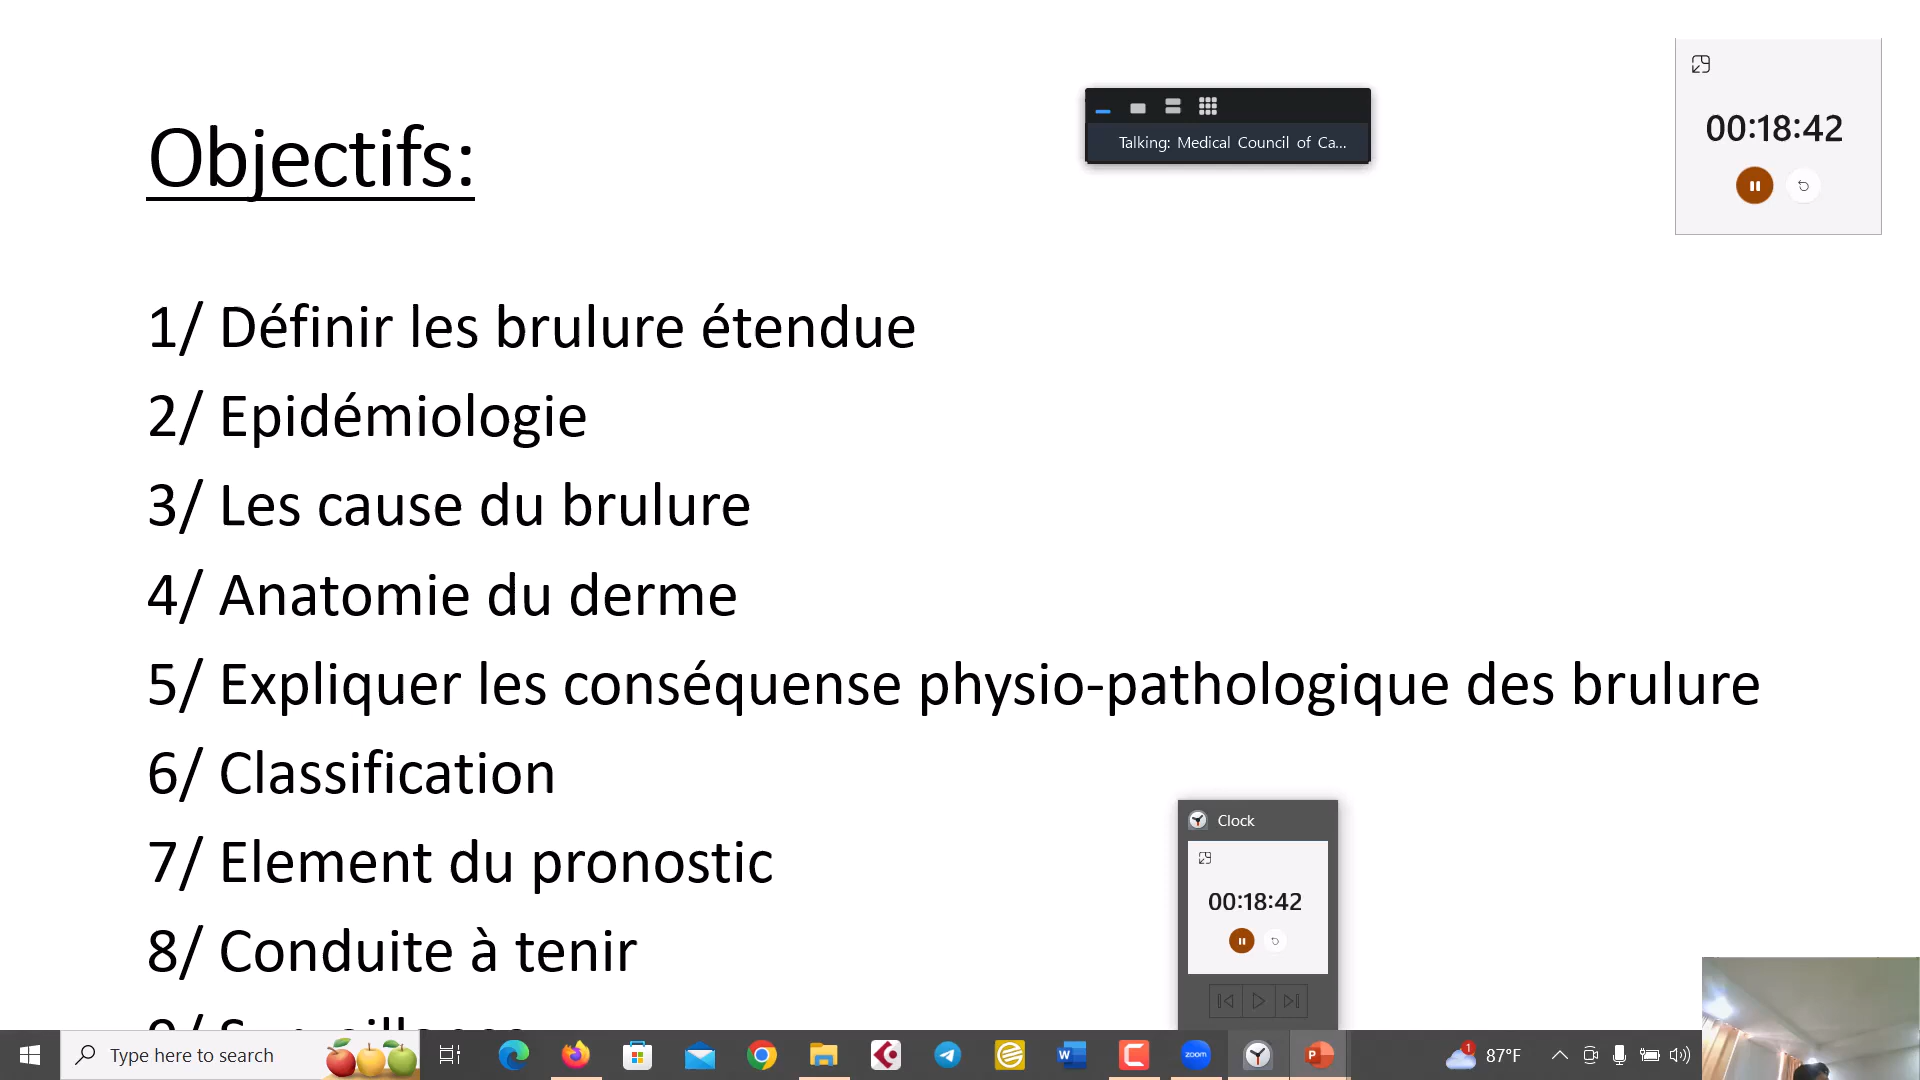 Objectifs:
Talking: Medical Council of Ca...
00:18:42
1/ Définir les brulure étendue
2/ Epidémiologie
3/ Les cause du brulure
4/ Anatomie du derme
5/ Expliquer les conséquense physio-pathologique des brulure
6/ Classification
7/ Element du pronostic
8/ Conduite à tenir
Clock
00:18:42
Type here to search
zoom
1
87°F